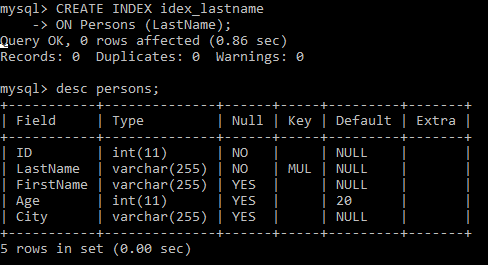 mysql> CREATE INDEX idex_lastname
    -> ON Persons (LastName);
Query OK, 0 rows affected (0.86 sec)
Records: 0  Duplicates: 0  Warnings: 0

mysql> desc persons;
+-----------+--------------+------+-----+---------+-------+
| Field     | Type         | Null | Key | Default | Extra |
+-----------+--------------+------+-----+---------+-------+
| ID        | int(11)      | NO   |     | NULL    |       |
| LastName  | varchar(255) | NO   | MUL | NULL    |       |
| FirstName | varchar(255) | YES  |     | NULL    |       |
| Age       | int(11)      | YES  |     | 20      |       |
| City      | varchar(255) | YES  |     | NULL    |       |
+-----------+--------------+------+-----+---------+-------+
5 rows in set (0.00 sec)